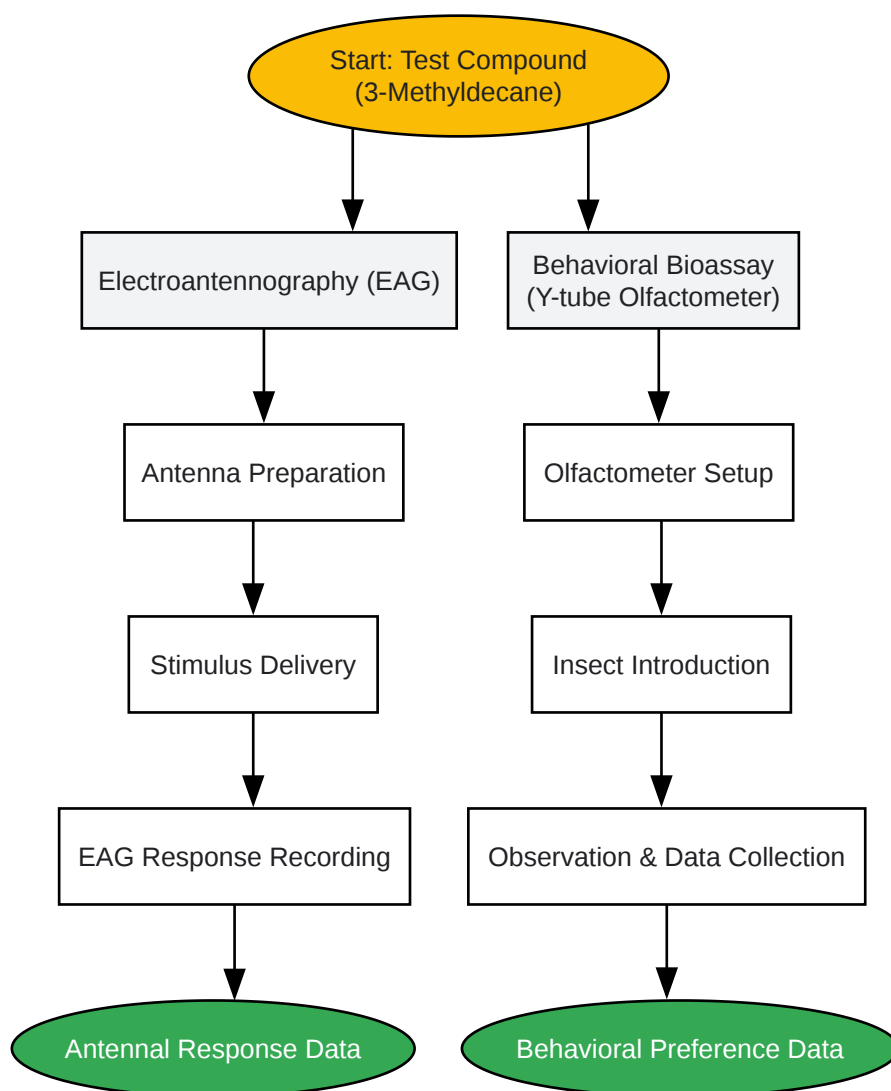 Start: Test Compound
(3-Methyldecane)
Electroantennography (EAG)
Behavioral Bioassay
(Y-tube Olfactometer)
Antenna Preparation
Olfactometer Setup
Stimulus Delivery
Insect Introduction
EAG Response Recording
Observation & Data Collection
Antennal Response Data
Behavioral Preference Data